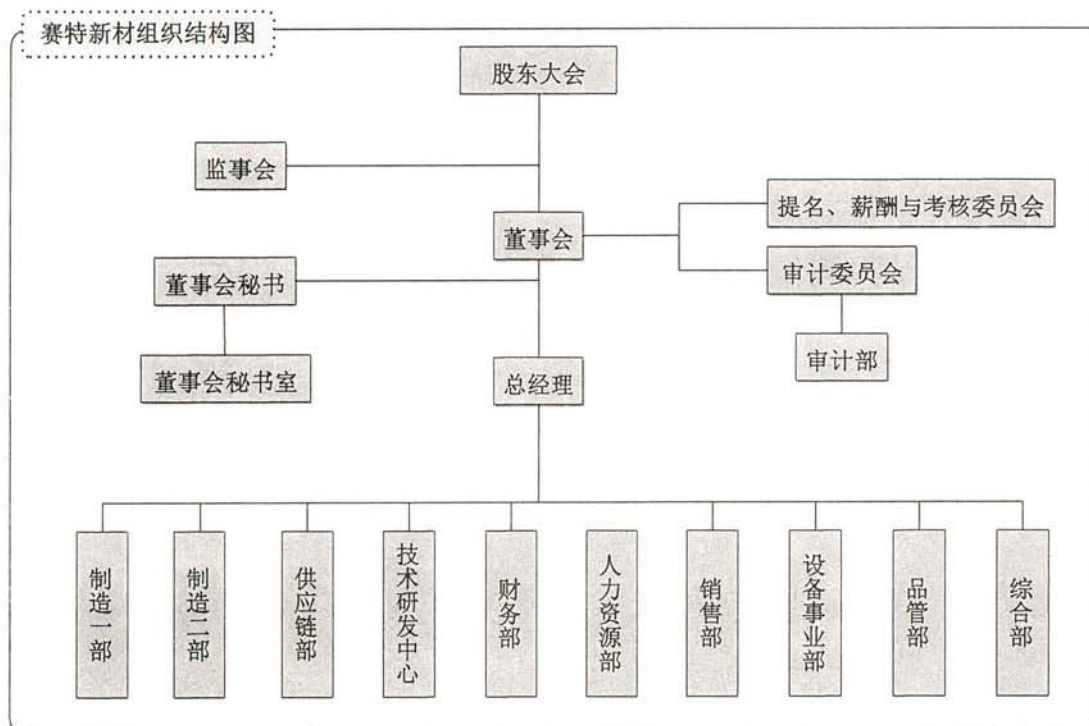 赛特新材组织结构图
股东大会
监事会
提名、薪酬与考核委员会
董事会
审计委员会
董事会秘书
审计部
董事会秘书室
总经理
制造一部
制造二部
供应链部
技术研发中心
财务部
人力资源部
销售部
设备事业部
品管部
综合部